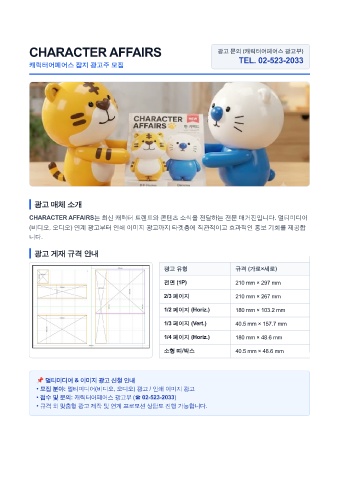 CHARACTER AFFAIRS
캐릭터어페어스 잡지 광고주 모집
광고 문의 (캐릭터어페어스 광고부)
TEL. 02-523-2033
CHARACTER
AFFAIRS
광고 매체 소개
CHARACTER AFFAIRS는 최신 캐릭터 트렌드와 콘텐츠 소식을 전달하는 전문 매거진입니다. 멀티미디어
(비디오, 오디오) 연계 광고부터 인쇄 이미지 광고까지 타겟층에 직관적이고 효과적인 홍보 기회를 제공합
니다.
광고 게재 규격 안내
광고 유형 규격 (가로×세로)
전면 (1P) 210 mm × 297 mm
2/3 페이지 210 mm × 267 mm
1/2 페이지 (Horiz.) 180 mm × 103.2 mm
1/3 페이지 (Vert.) 40.5 mm × 157.7 mm
1/4 페이지 (Horiz.) 180 mm × 48.6 mm
소형 띠/박스 40.5 mm × 48.6 mm
📌 멀티미디어 & 이미지 광고 신청 안내
• 모집 분야: 멀티미디어(비디오, 오디오) 광고 / 인쇄 이미지 광고
• 접수 및 문의: 캐릭터어페어스 광고부 (☎ 02-523-2033)
• 규격 외 맞춤형 광고 제작 및 연계 프로모션 상담도 진행 가능합니다.